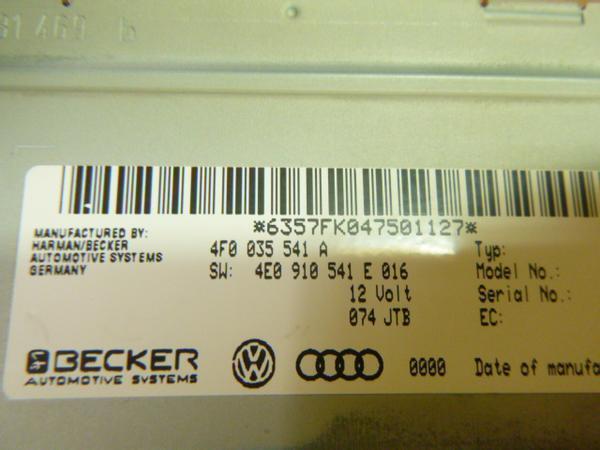 *6357FK047501127*
MANUFACTURED BY:
HARMAN/BECKER
AUTOMOTIVE SYSTEMS
GERMANY
4F0 035 541 A
SW: 4E0 910 541 E 016
12 Volt
074 JTB
Typ:
Model No.:
Serial No.:
EC:
BECKER
AUTOMOTIVE SYSTEMS
0000 Date of manufa